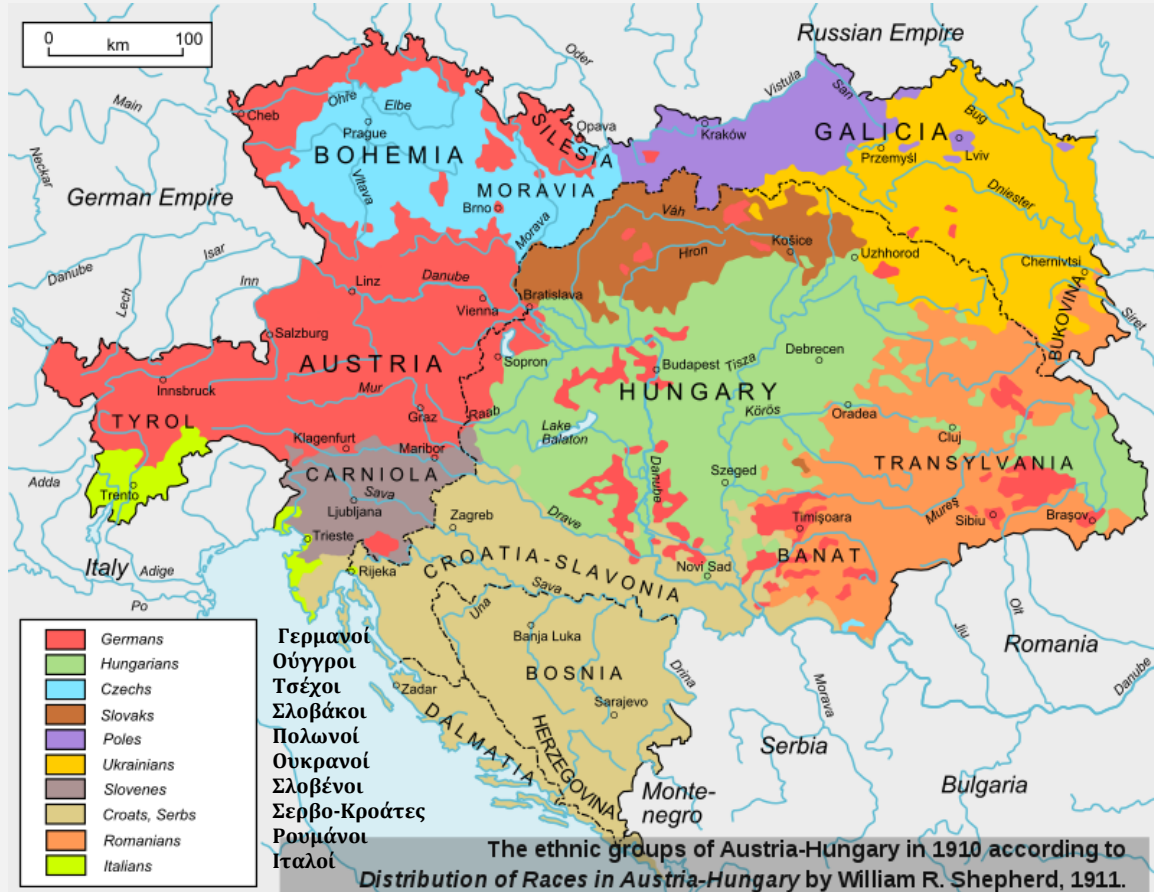 0 100
km
Russian Empire
Oder
Vistula
San
Main
Cheb
Ohře
Elbe
Prague
SILESIA
Opava
Kraków
GALICIA
Bug
BOHEMIA
Przemyśl
Lviv
Neckar
Vltava
MORAVIA
Dniester
German Empire
Brno
Morava
Váh
Isar
Hron
Košice
Uzhhorod
Chernivtsi
Danube
Inn
Linz
Danube
Lech
Vienna
Bratislava
BUKOVINA
Siret
Salzburg
AUSTRIA
Sopron
Budapest
Tisza
Debrecen
Innsbruck
Mur
HUNGARY
TYROL
Graz
Raab
Körös
Oradea
Klagenfurt
Maribor
Lake
Balaton
Cluj
CARNIOLA
Danube
Szeged
TRANSYLVANIA
Adda
Trento
Sava
Ljubljana
Zagreb
Drave
Mureș
Timișoara
Sibiu
Brașov
Trieste
CROATIA-SLAVONIA
BANAT
Italy
Adige
Rijeka
Novi Sad
Po
Sava
Una
Olt
Jiu
Banja Luka
Romania
BOSNIA
Drina
Morava
Danube
Zadar
Sarajevo
DALMATIA
HERZEGOVINA
Serbia
Bulgaria
Monte-
negro
Germans Γερμανοί
Hungarians Ούγγροι
Czechs Τσέχοι
Slovaks Σλοβάκοι
Poles Πολωνοί
Ukrainians Ουκρανοί
Slovenes Σλοβένοι
Croats, Serbs Σερβο-Κροάτες
Romanians Ρουμάνοι
Italians Ιταλοί
The ethnic groups of Austria-Hungary in 1910 according to
Distribution of Races in Austria-Hungary by William R. Shepherd, 1911.